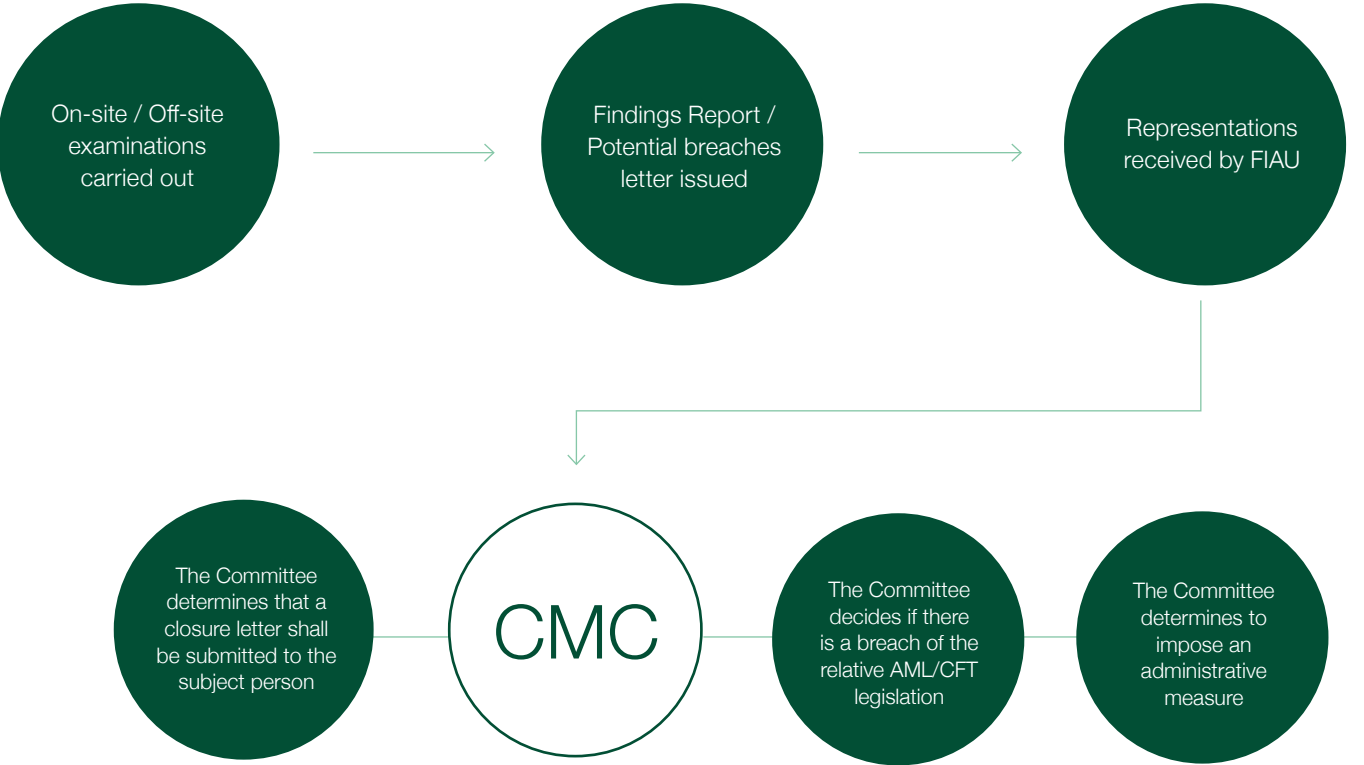 On-site / Off-site
examinations
carried out
Findings Report /
Potential breaches
letter issued
Representations
received by FIAU
The Committee
determines that a
closure letter shall
be submitted to the
subject person
CMC
The Committee
decides if there
is a breach of the
relative AML/CFT
legislation
The Committee
determines to
impose an
administrative
measure